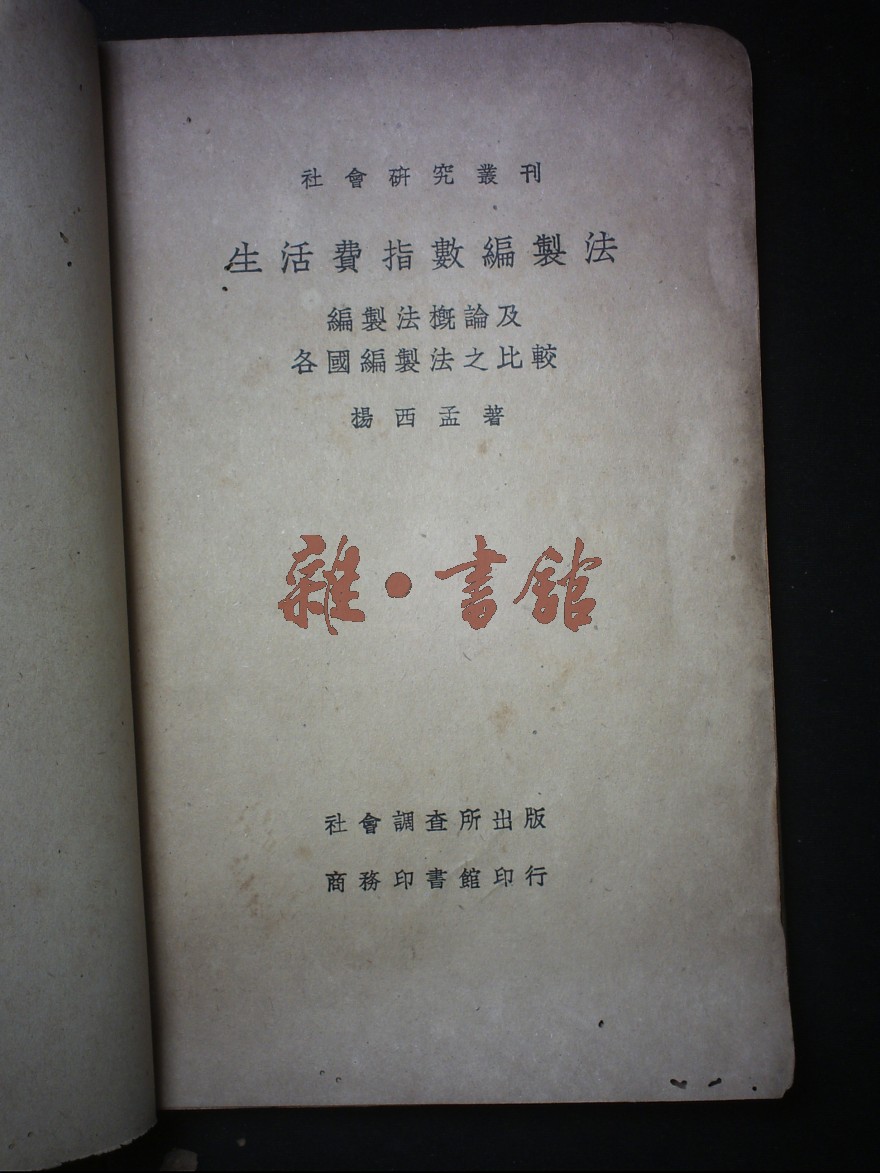 社會研究叢刊
生活費指數編製法
編製法概論及
各國編製法之比較
楊西孟著
雜·書館
社會調查所出版
商務印書館印行